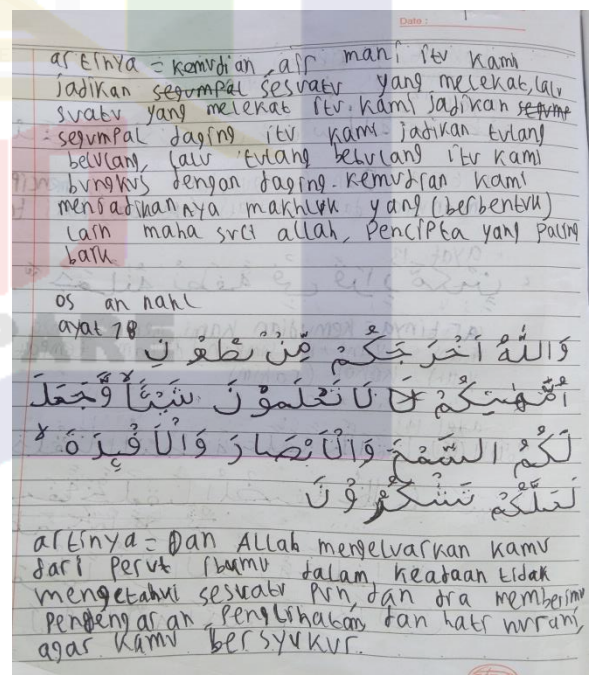 Date : 1
artinya = kemudian, air mani itu kami
jadikan segumpal sesuatu yang melekat, lalu
suatu yang melekat itu. kami jadikan segume
segumpal daging itu kami jadikan tulang
belulang, lalu tulang belulang itu kami
bungkus dengan daging. kemudian kami
menjadikannya makhluk yang (berbentuk)
lain maha suci allah, Pencipta yang paling
baik
os an nahl
ayat 78
وَاللّٰهُ اَخْرَ جَكُمْ مِّنْ بُطُوْنِ
اُمَّهٰتِكُمْ لَا تَعْلَمُوْنَ شَيْـًٔا وَّجَعَلَ
لَكُمُ السَّمْعَ وَالْاَبْصَارَ وَالْاَفْـِٕدَةَ ۙ
لَعَلَّكُمْ تَشْكُرُوْنَ
artinya = Dan ALLah mengeluarkan kamu
dari perut ibumu dalam keadaan tidak
mengetahui sesuatu pun, dan dia memberimu
Pendengaran, Penglihatan, dan hati nurani,
agar kamu bersyukur.